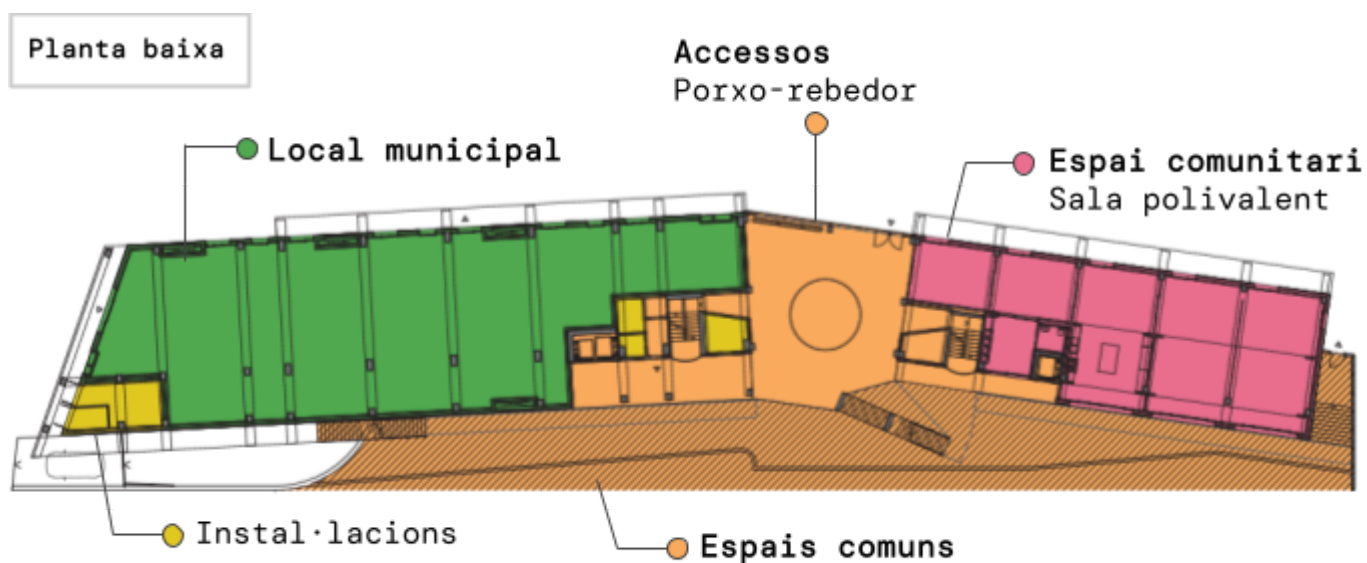 Planta baixa
Accessos
Porxo-rebedor
Local municipal
Espai comunitari
Sala polivalent
Instal·lacions
Espais comuns